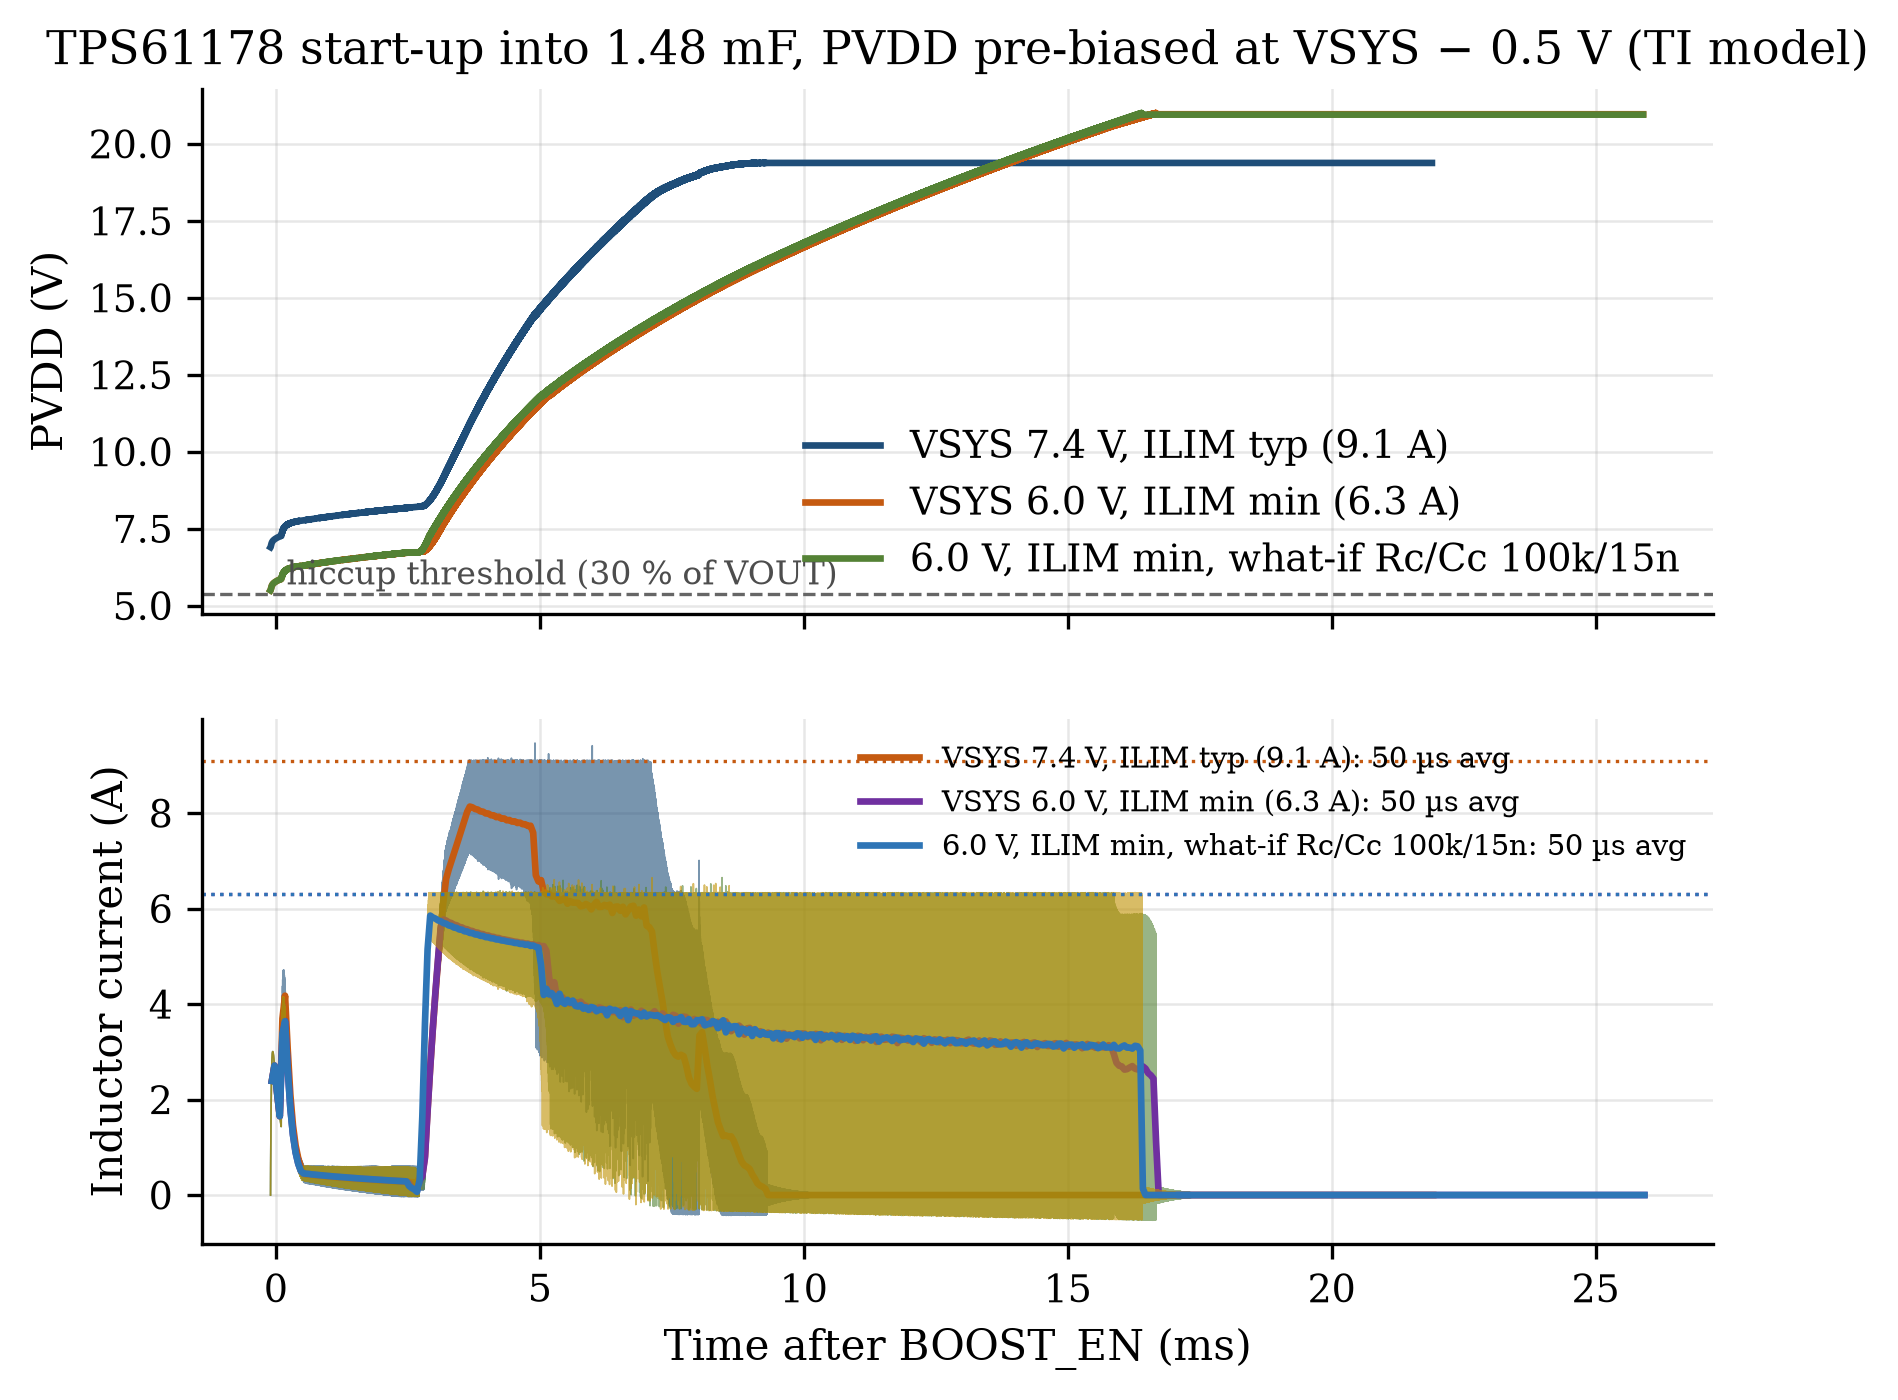 TPS61178 start-up into 1.48 mF, PVDD pre-biased at VSYS − 0.5 V (TI model)
PVDD (V)
20.0
17.5
15.0
12.5
10.0
7.5
5.0
VSYS 7.4 V, ILIM typ (9.1 A)
VSYS 6.0 V, ILIM min (6.3 A)
6.0 V, ILIM min, what-if Rc/Cc 100k/15n
hiccup threshold (30 % of VOUT)
Inductor current (A)
8
6
4
2
0
VSYS 7.4 V, ILIM typ (9.1 A): 50 µs avg
VSYS 6.0 V, ILIM min (6.3 A): 50 µs avg
6.0 V, ILIM min, what-if Rc/Cc 100k/15n: 50 µs avg
0 5 10 15 20 25
Time after BOOST_EN (ms)